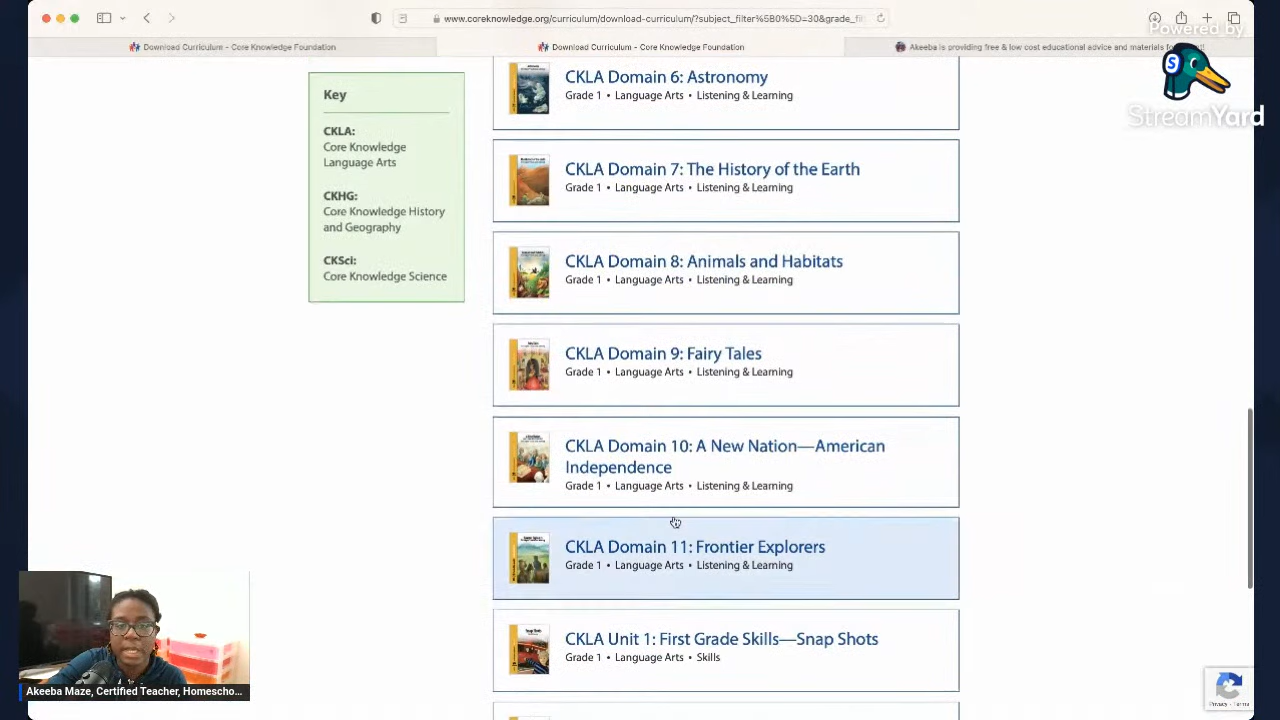 www.coreknowledge.org/curriculum/download-curriculum/?subject_filter%5B0%5D=30&grade_fil
Powered by
Download Curriculum - Core Knowledge Foundation
Download Curriculum - Core Knowledge Foundation
Akeeba is providing free & low cost educational advice and materials for
StreamYard
Key
CKLA:
Core Knowledge
Language Arts
CKHG:
Core Knowledge History
and Geography
CKSci:
Core Knowledge Science
CKLA Domain 6: Astronomy
Grade 1 • Language Arts • Listening & Learning
CKLA Domain 7: The History of the Earth
Grade 1 • Language Arts • Listening & Learning
CKLA Domain 8: Animals and Habitats
Grade 1 • Language Arts • Listening & Learning
CKLA Domain 9: Fairy Tales
Grade 1 • Language Arts • Listening & Learning
CKLA Domain 10: A New Nation—American
Independence
Grade 1 • Language Arts • Listening & Learning
CKLA Domain 11: Frontier Explorers
Grade 1 • Language Arts • Listening & Learning
CKLA Unit 1: First Grade Skills—Snap Shots
Grade 1 • Language Arts • Skills
Akeeba Maze, Certified Teacher, Homescho...
Privacy - Terms